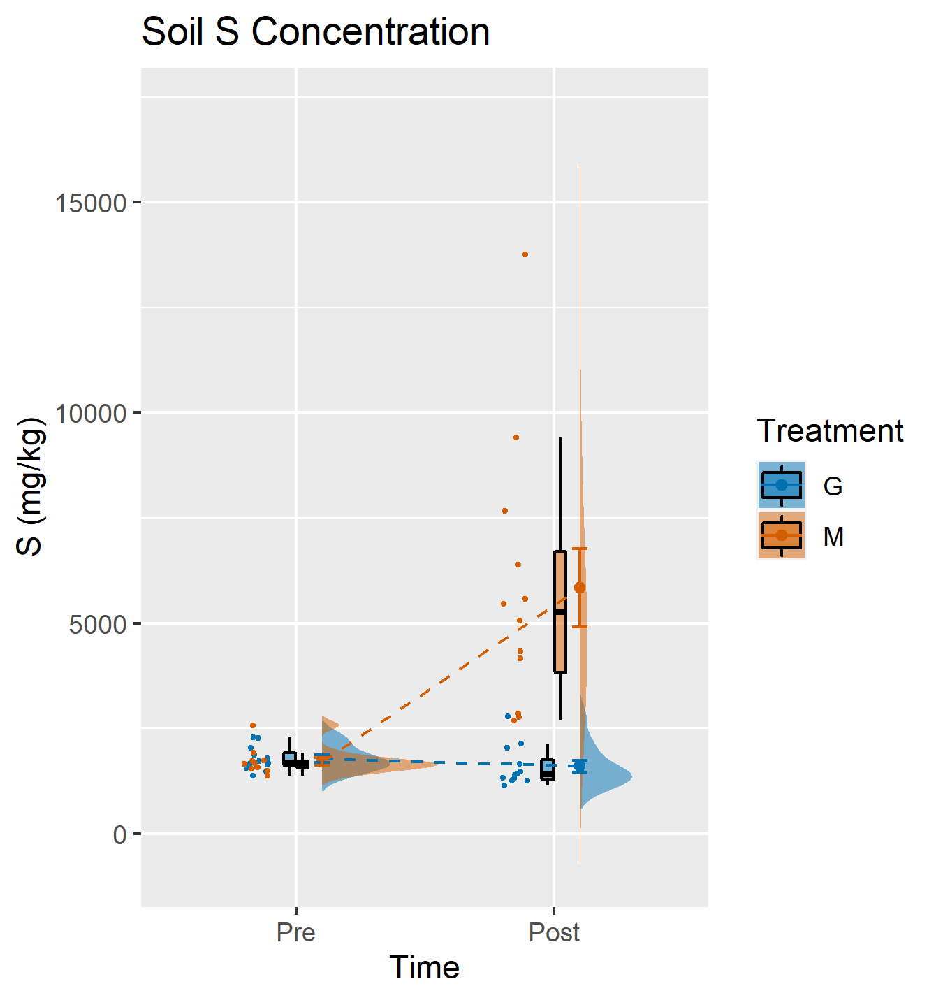 Soil S Concentration
S (mg/kg)
15000
10000
5000
0
Pre
Post
Time
Treatment
G
M